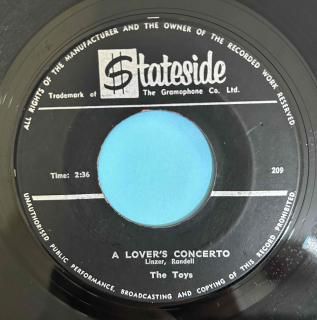 ALL RIGHTS OF THE MANUFACTURER AND THE OWNER OF THE RECORDED WORK RESERVED
Stateside
Trademark of The Gramophone Co. Ltd.
Time: 2:36
209
A LOVER'S CONCERTO
Linzer, Randell
The Toys
UNAUTHORISED PUBLIC PERFORMANCE, BROADCASTING AND COPYING OF THIS RECORD PROHIBITED